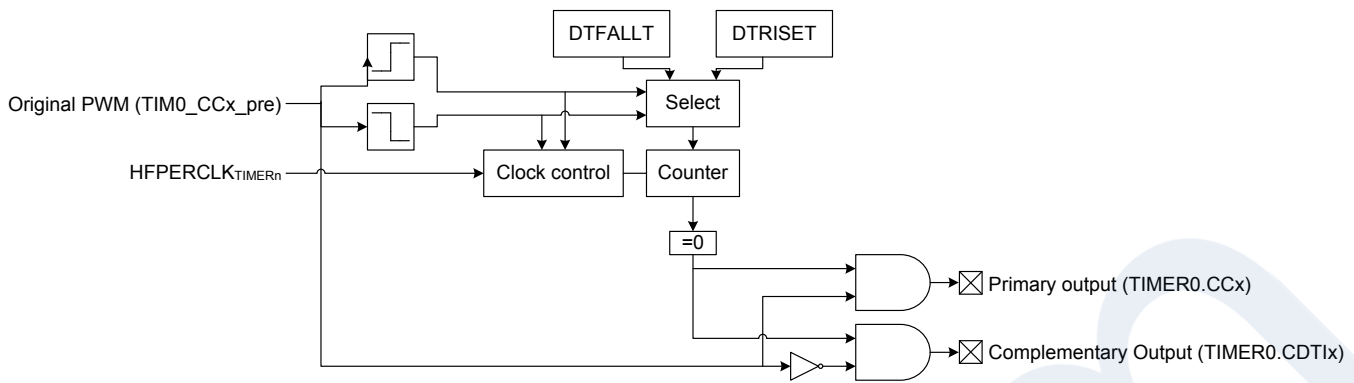 DTFALLT
DTRISET
Original PWM (TIM0_CCx_pre)
Select
HFPERCLKTIMERn
Clock control
Counter
=0
Primary output (TIMER0.CCx)
Complementary Output (TIMER0.CDTIx)